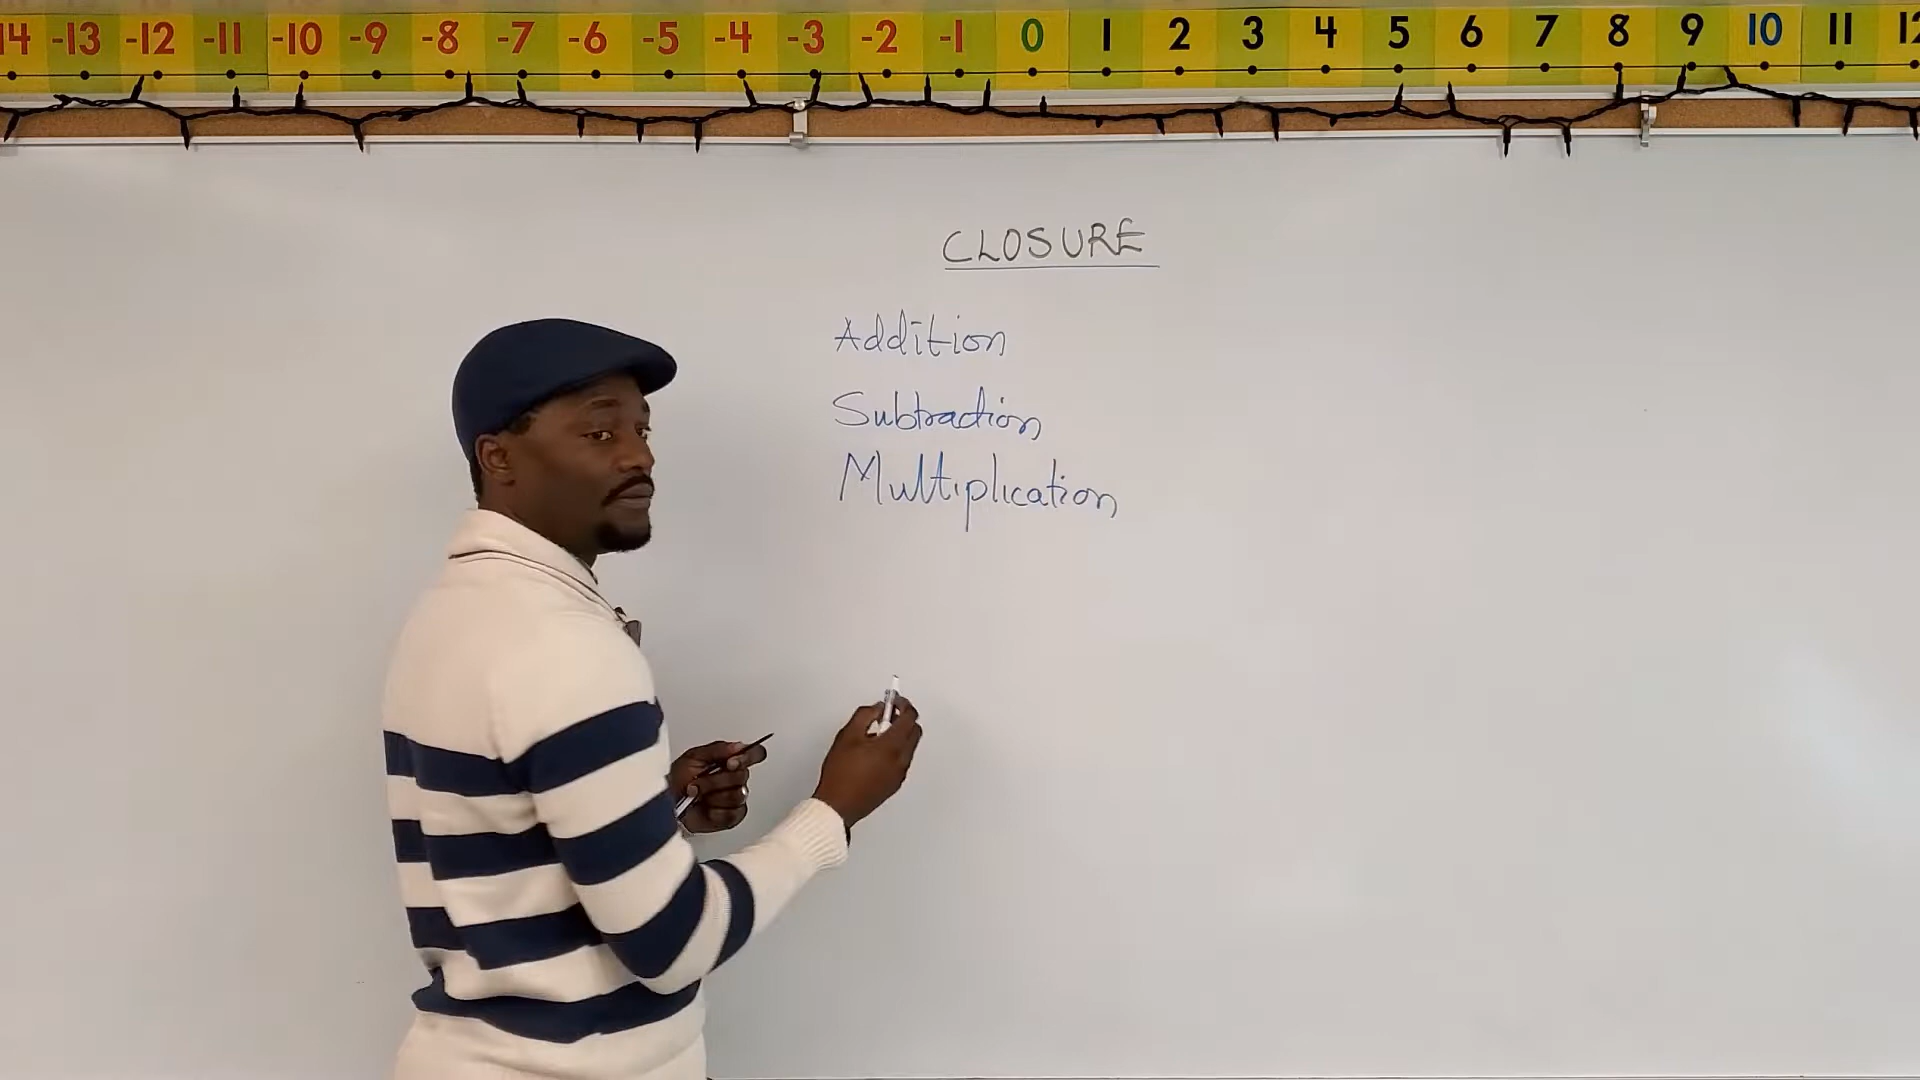 14 -13 -12 -11 -10 -9 -8 -7 -6 -5 -4 -3 -2 -1 0 1 2 3 4 5 6 7 8 9 10 11 12
CLOSURE
Addition
Subtraction
Multiplication